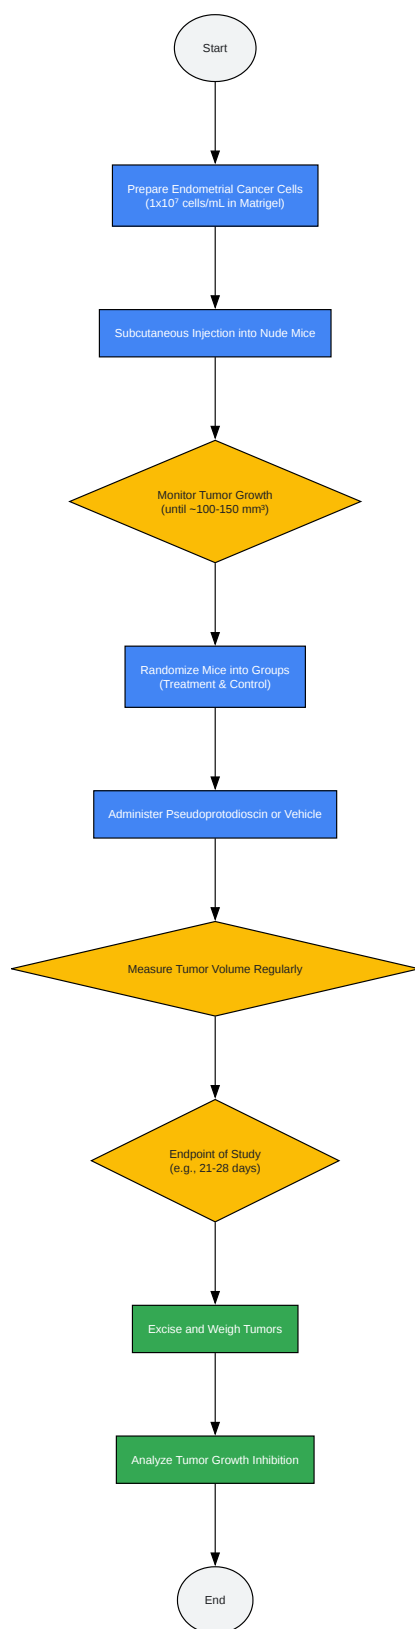 Start
Prepare Endometrial Cancer Cells
(1x10⁷ cells/mL in Matrigel)
Subcutaneous Injection into Nude Mice
Monitor Tumor Growth
(until ~100-150 mm³)
Randomize Mice into Groups
(Treatment & Control)
Administer Pseudoprotodioscin or Vehicle
Measure Tumor Volume Regularly
Endpoint of Study
(e.g., 21-28 days)
Excise and Weigh Tumors
Analyze Tumor Growth Inhibition
End